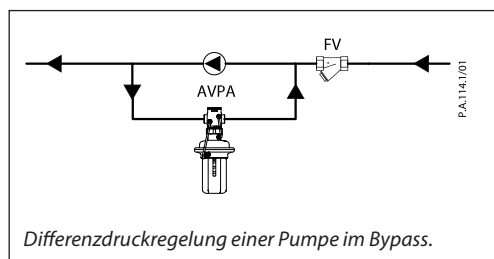 FV
AVPA
P.A.114.1/01
Differenzdruckregelung einer Pumpe im Bypass.